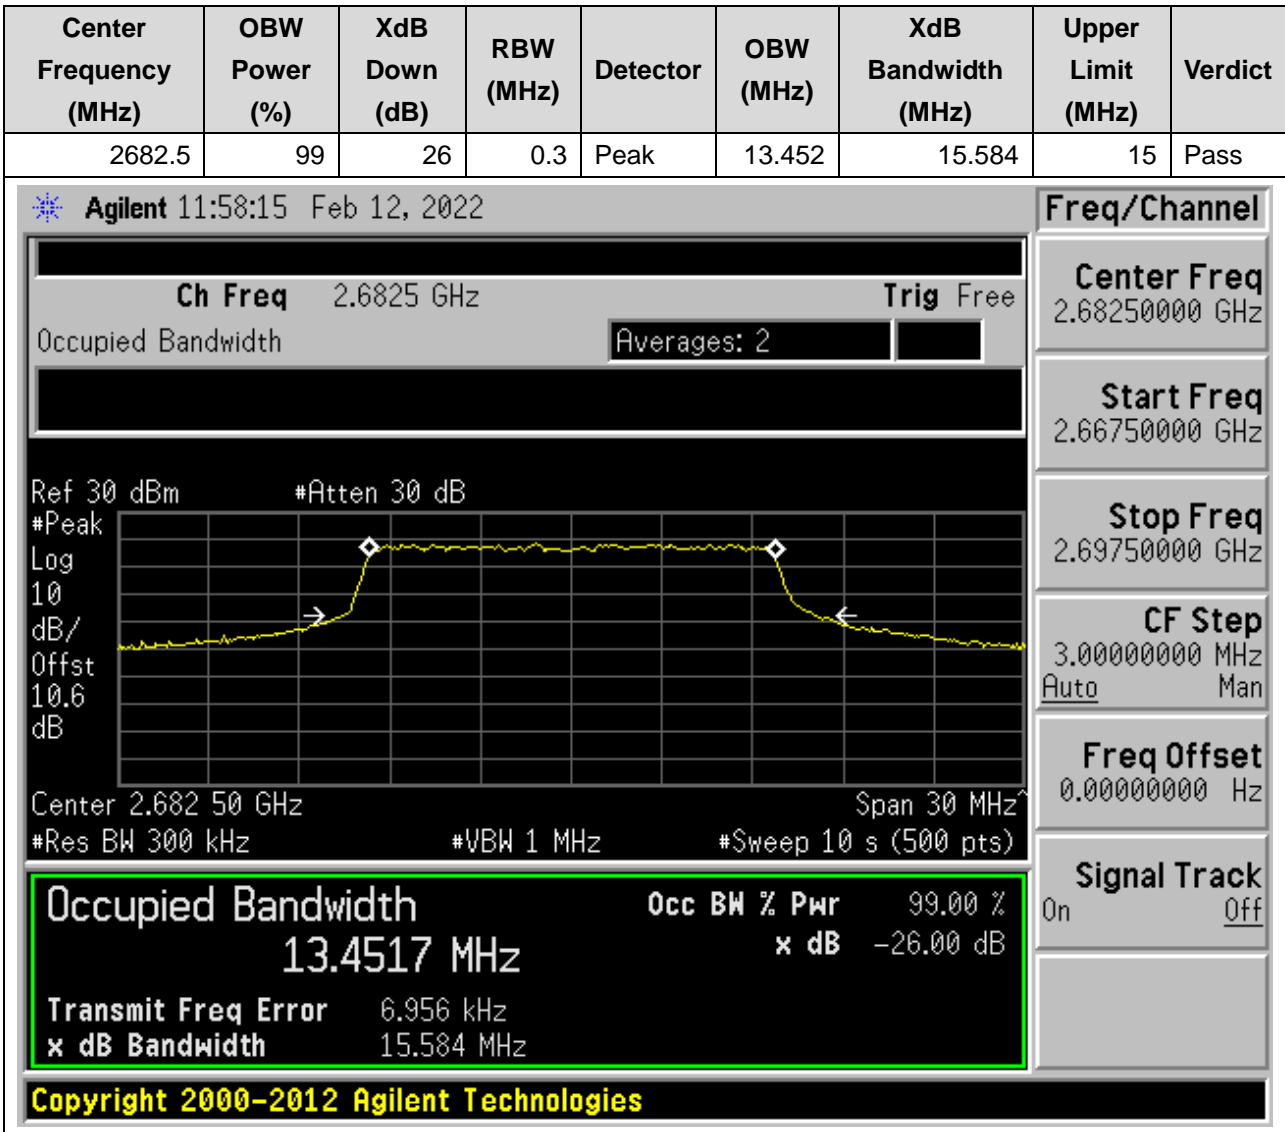 Center Frequency (MHz) OBW Power (%) XdB Down (dB) RBW (MHz) Detector OBW (MHz) XdB Bandwidth (MHz) Upper Limit (MHz) Verdict
2682.5 99 26 0.3 Peak 13.452 15.584 15 Pass
Agilent 11:58:15 Feb 12, 2022
Freq/Channel
Ch Freq 2.6825 GHz Trig Free
Occupied Bandwidth Averages: 2
Ref 30 dBm #Atten 30 dB
#Peak
Log
10
dB/
Offst
10.6
dB
Center 2.682 50 GHz Span 30 MHz^
#Res BW 300 kHz #VBW 1 MHz #Sweep 10 s (500 pts)
Occupied Bandwidth Occ BW % Pwr 99.00 %
13.4517 MHz x dB -26.00 dB
Transmit Freq Error 6.956 kHz
x dB Bandwidth 15.584 MHz
Center Freq
2.68250000 GHz
Start Freq
2.66750000 GHz
Stop Freq
2.69750000 GHz
CF Step
3.00000000 MHz
Auto Man
Freq Offset
0.00000000 Hz
Signal Track
On Off
Copyright 2000-2012 Agilent Technologies